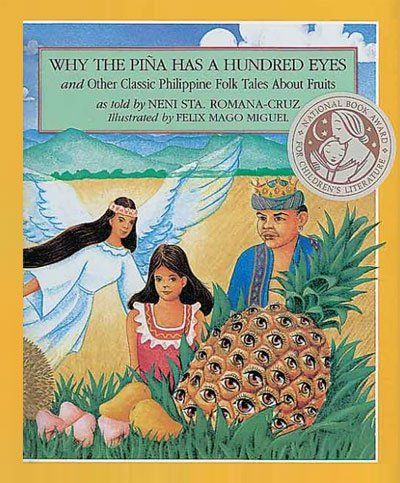 WHY THE PIÑA HAS A HUNDRED EYES
and Other Classic Philippine Folk Tales About Fruits
as told by NENI STA. ROMANA-CRUZ
Illustrated by FELIX MAGO MIGUEL
NATIONAL BOOK AWARD
FOR CHILDREN'S LITERATURE